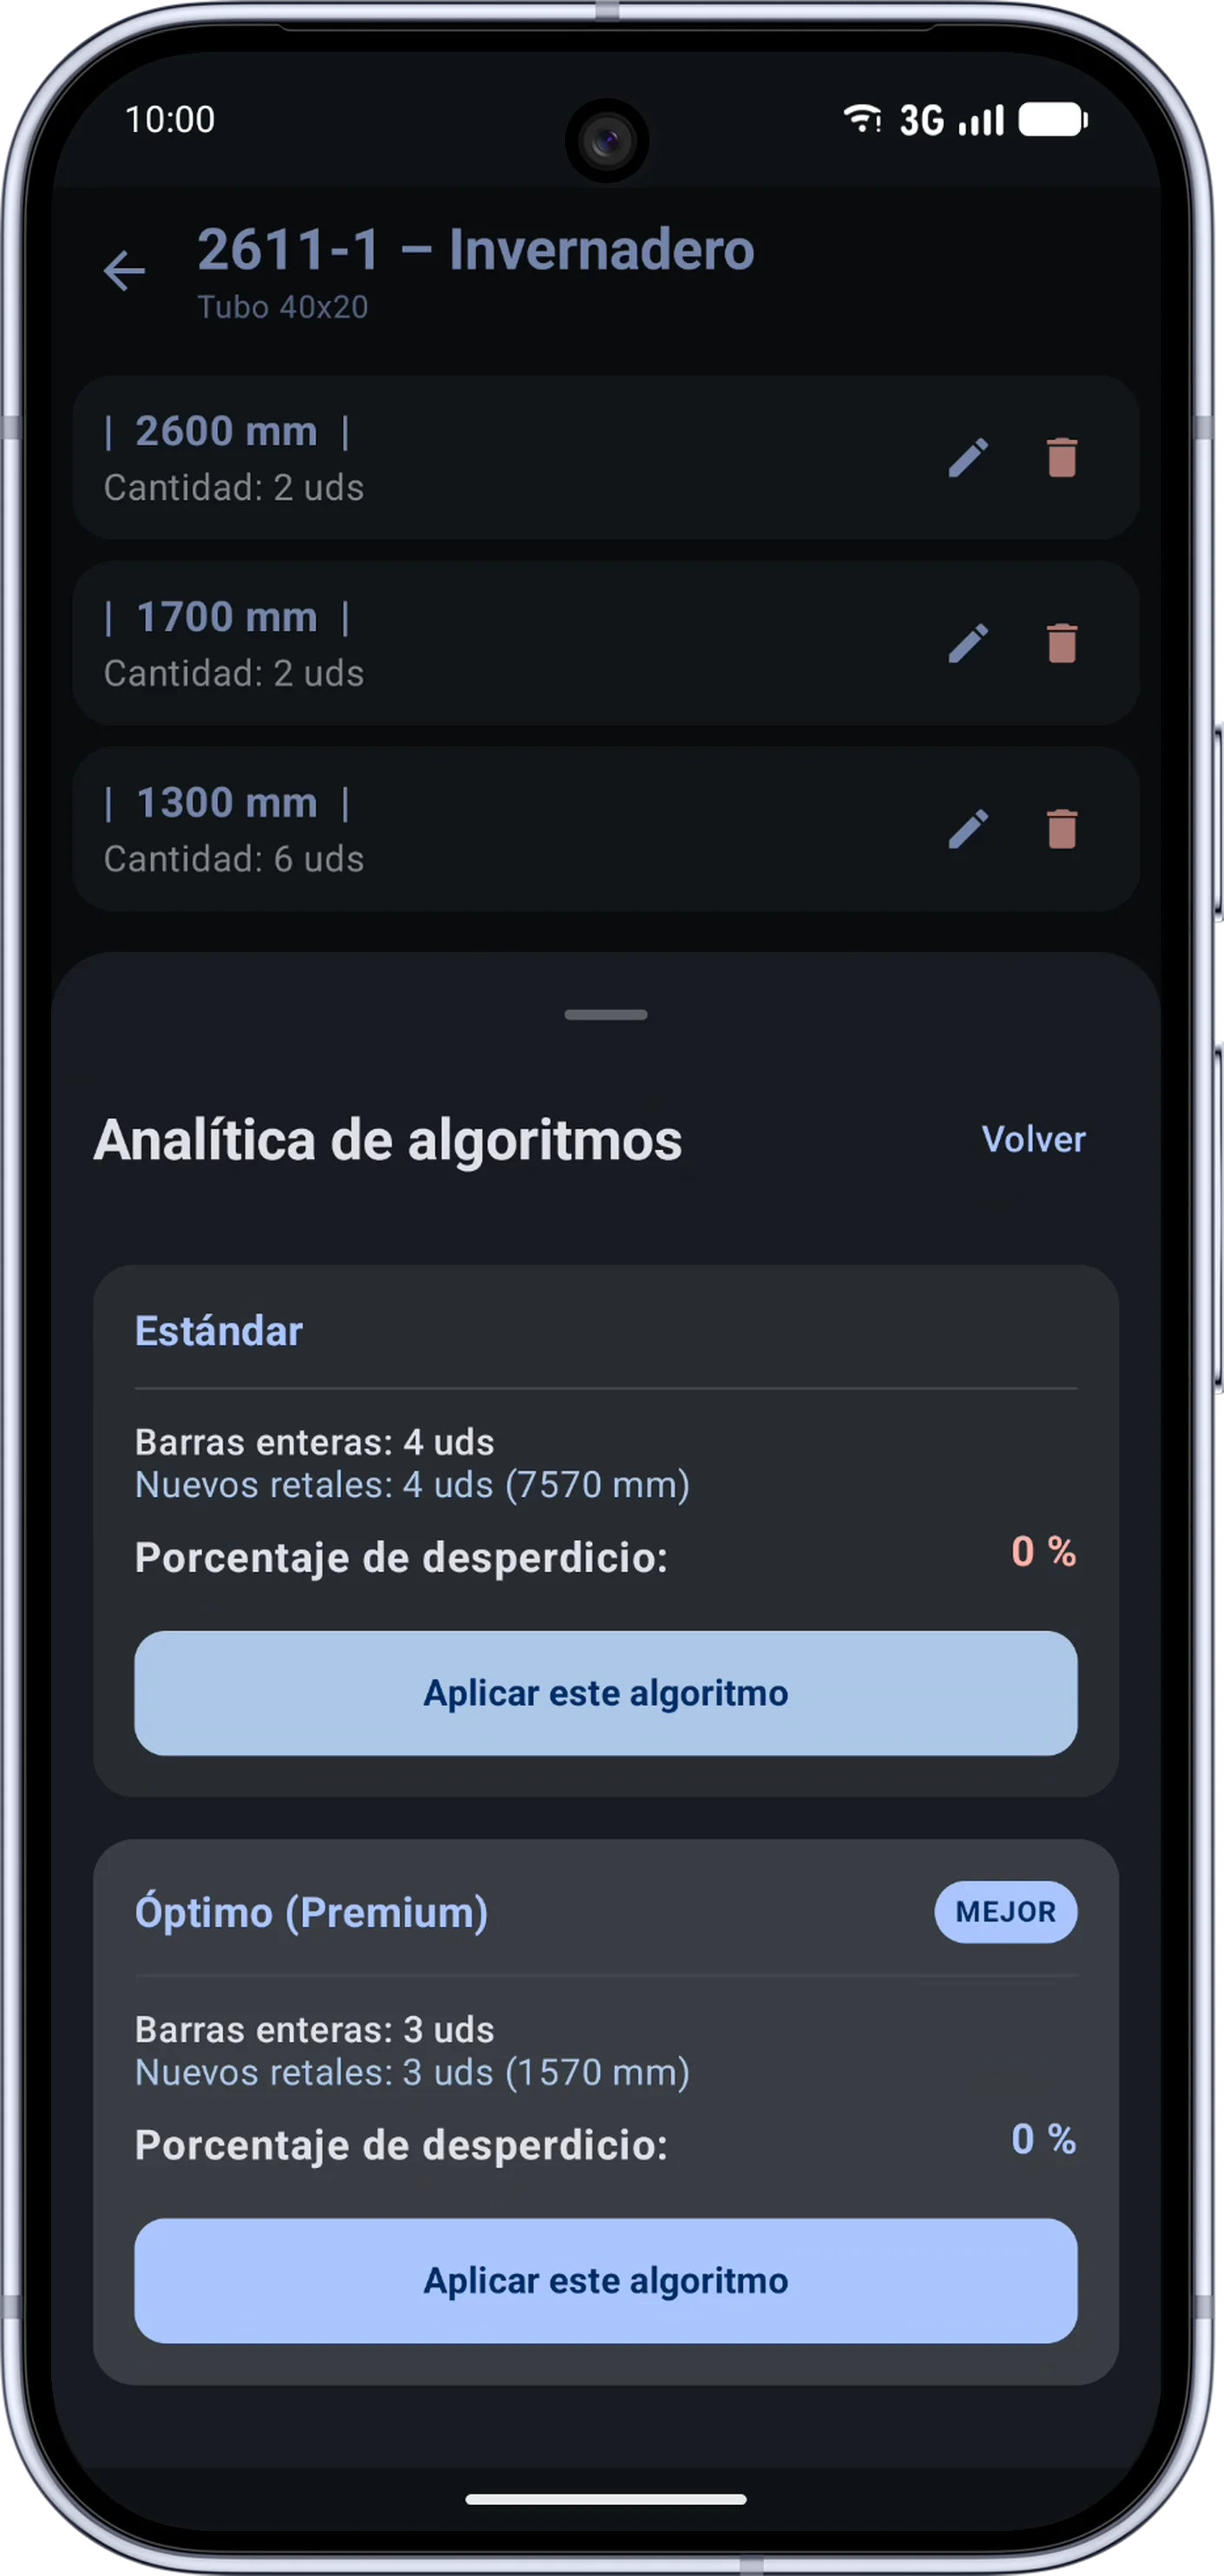 10:00
3G
2611-1 – Invernadero
Tubo 40x20
| 2600 mm |
Cantidad: 2 uds
| 1700 mm |
Cantidad: 2 uds
| 1300 mm |
Cantidad: 6 uds
Analítica de algoritmos
Volver
Estándar
Barras enteras: 4 uds
Nuevos retales: 4 uds (7570 mm)
Porcentaje de desperdicio:
0 %
Aplicar este algoritmo
Óptimo (Premium)
MEJOR
Barras enteras: 3 uds
Nuevos retales: 3 uds (1570 mm)
Porcentaje de desperdicio:
0 %
Aplicar este algoritmo